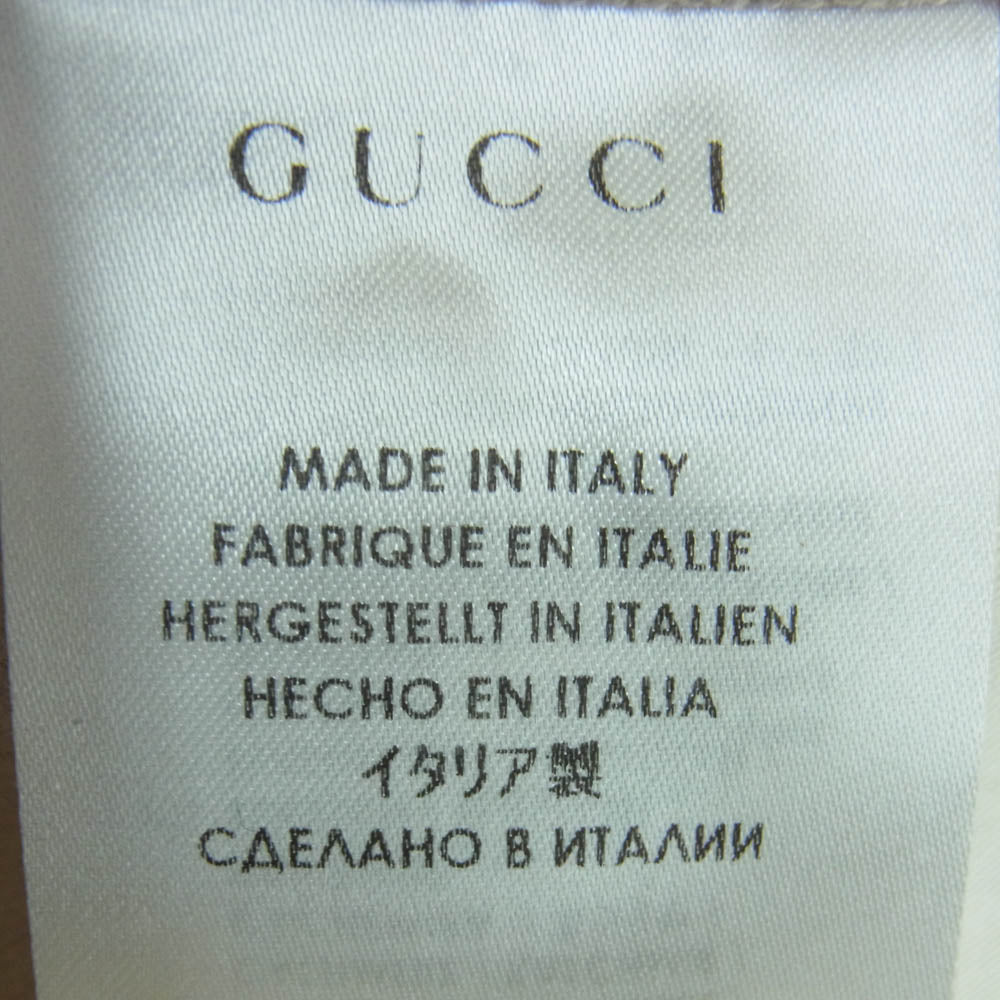 GUCCI
MADE IN ITALY
FABRIQUE EN ITALIE
HERGESTELLT IN ITALIEN
HECHO EN ITALIA
イタリア製
СДЕЛАНО В ИТАЛИИ